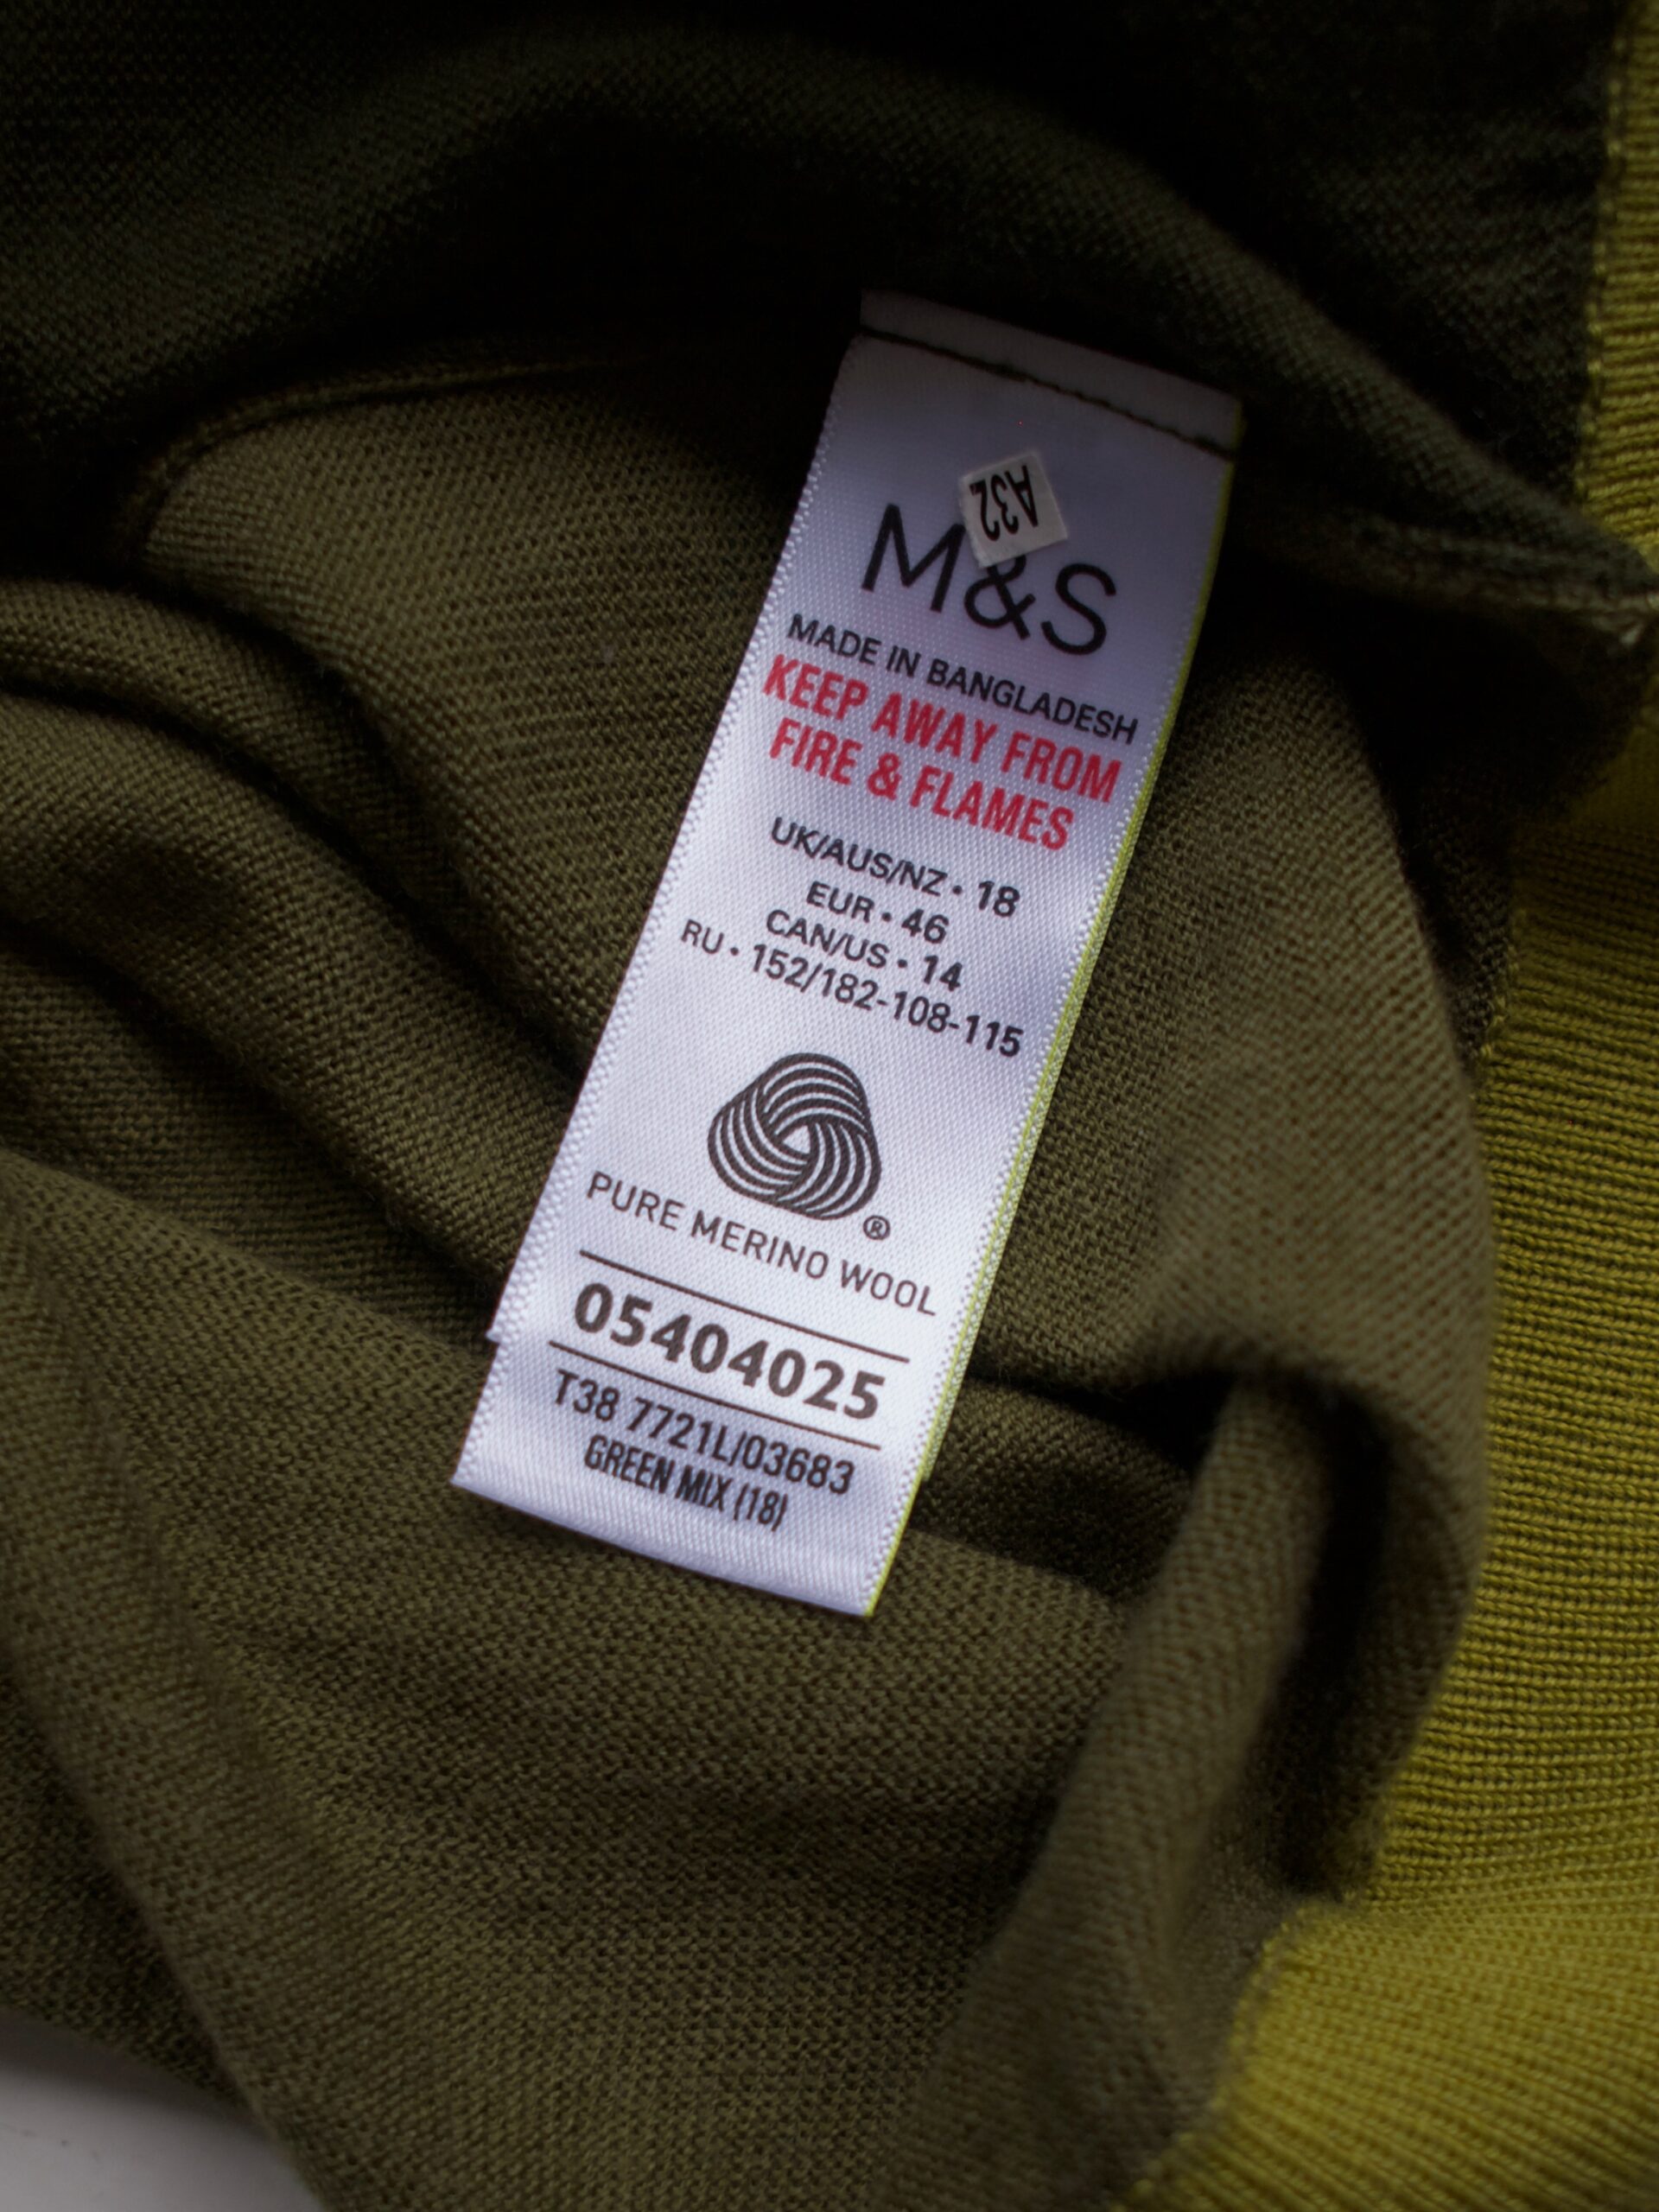 A32
M&S
MADE IN BANGLADESH
KEEP AWAY FROM
FIRE & FLAMES
UK/AUS/NZ • 18
EUR • 46
CAN/US • 14
RU • 152/182-108-115
®
PURE MERINO WOOL
05404025
T38 7721L/03683
GREEN MIX (18)